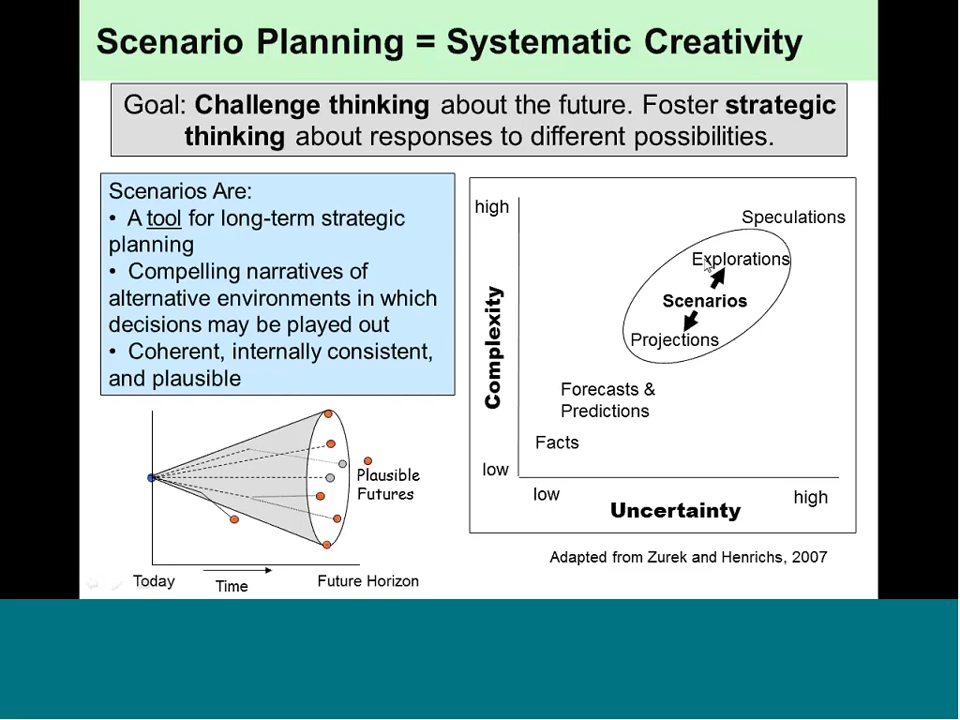 Scenario Planning = Systematic Creativity
Goal: Challenge thinking about the future. Foster strategic
thinking about responses to different possibilities.
Scenarios Are:
• A tool for long-term strategic
planning
• Compelling narratives of
alternative environments in which
decisions may be played out
• Coherent, internally consistent,
and plausible
Plausible
Futures
Today
Time
Future Horizon
high
Complexity
low
Speculations
Explorations
Scenarios
Projections
Forecasts &
Predictions
Facts
low
high
Uncertainty
Adapted from Zurek and Henrichs, 2007